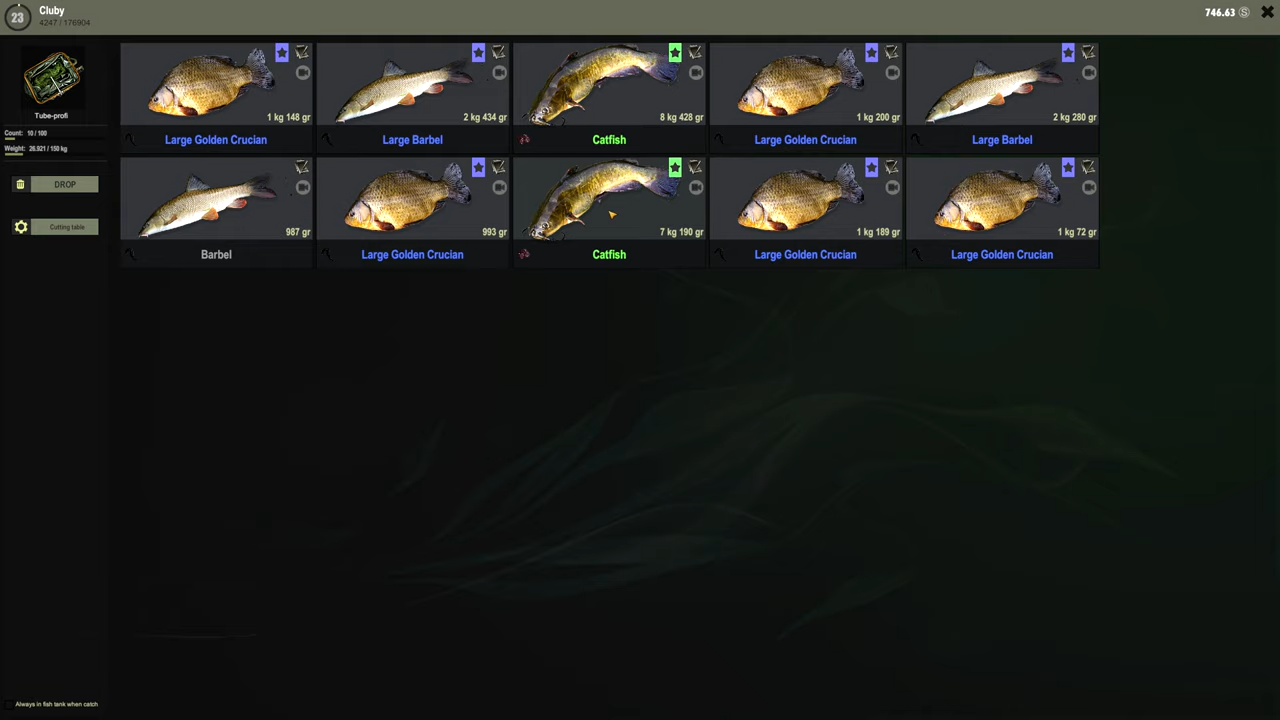 23
Cluby
4247 / 176904
746.63 S
Tube-profi
Count: 10 / 100
Weight: 26.921 / 150 kg
DROP
Cutting table
1 kg 148 gr
Large Golden Crucian
2 kg 434 gr
Large Barbel
8 kg 428 gr
Catfish
1 kg 200 gr
Large Golden Crucian
2 kg 280 gr
Large Barbel
987 gr
Barbel
993 gr
Large Golden Crucian
7 kg 190 gr
Catfish
1 kg 189 gr
Large Golden Crucian
1 kg 72 gr
Large Golden Crucian
Always in fish tank when catch